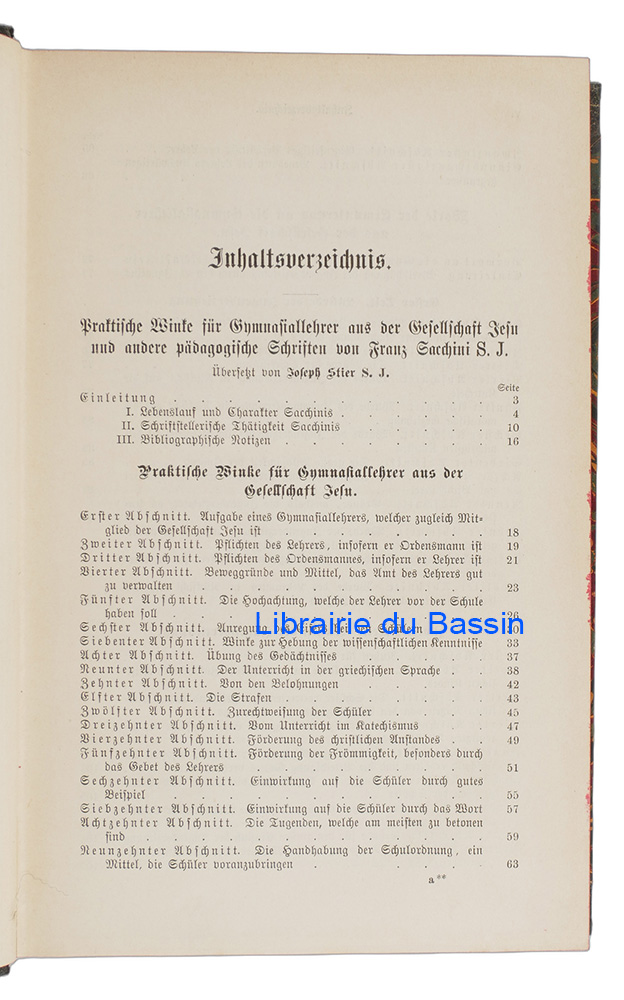 Inhaltsverzeichnis.
Praktische Winke für Gymnasiallehrer aus der Gesellschaft Jesu
und andere pädagogische Schriften von Franz Sacchini S. J.
Übersetzt von Joseph Stier S. J.
Seite
Einleitung . . . . . . . . . . . 3
I. Lebenslauf und Charakter Sacchinis . . . . . . 4
II. Schriftstellerische Thätigkeit Sacchinis . . . . . 10
III. Bibliographische Notizen . . . . . . . . 16
Praktische Winke für Gymnasiallehrer aus der
Gesellschaft Jesu.
Erster Abschnitt. Aufgabe eines Gymnasiallehrers, welcher zugleich Mit-
glied der Gesellschaft Jesu ist . . . . . . . . 18
Zweiter Abschnitt. Pflichten des Lehrers, insofern er Ordensmann ist 19
Dritter Abschnitt. Pflichten des Ordensmannes, insofern er Lehrer ist 21
Vierter Abschnitt. Beweggründe und Mittel, das Amt des Lehrers gut
zu verwalten . . . . . . . . . . . 23
Fünfter Abschnitt. Die Hochachtung, welche der Lehrer vor der Schule
haben soll . . . . . . . . . . . 26
Librairie du Bassin
Sechster Abschnitt. Anregung des Eifers bei den Schülern 30
Siebenter Abschnitt. Winke zur Hebung der wissenschaftlichen Kenntnisse 33
Achter Abschnitt. Übung des Gedächtnisses . . . . . . 37
Neunter Abschnitt. Der Unterricht in der griechischen Sprache . . 38
Zehnter Abschnitt. Von den Belohnungen . . . . . . 42
Elfter Abschnitt. Die Strafen . . . . . . . . 43
Zwölfter Abschnitt. Zurechtweisung der Schüler . . . . . 45
Dreizehnter Abschnitt. Vom Unterricht im Katechismus . . . 47
Vierzehnter Abschnitt. Förderung des christlichen Anstandes . . . 49
Fünfzehnter Abschnitt. Förderung der Frömmigkeit, besonders durch
das Gebet des Lehrers . . . . . . . . . 51
Sechzehnter Abschnitt. Einwirkung auf die Schüler durch gutes
Beispiel . . . . . . . . . . . . 55
Siebzehnter Abschnitt. Einwirkung auf die Schüler durch das Wort 57
Achtzehnter Abschnitt. Die Tugenden, welche am meisten zu betonen
sind . . . . . . . . . . . . . 59
Neunzehnter Abschnitt. Die Handhabung der Schulordnung, ein
Mittel, die Schüler voranzubringen . . . . . . . 63
a**